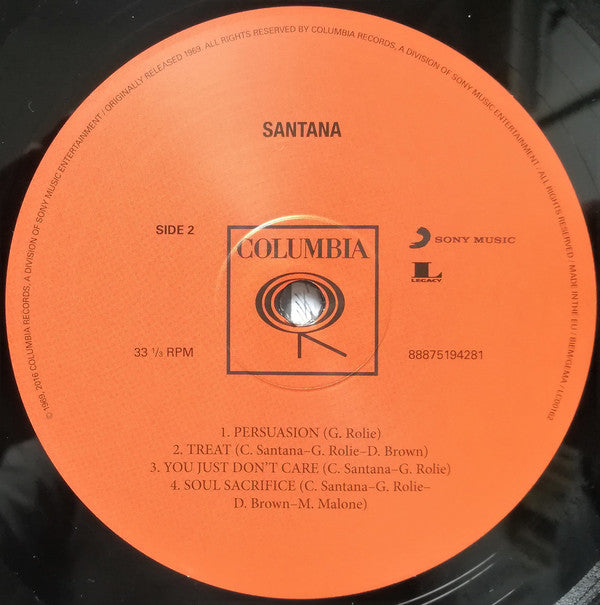 ℗ 1969, 2016 COLUMBIA RECORDS, A DIVISION OF SONY MUSIC ENTERTAINMENT / ORIGINALLY RELEASED 1969. ALL RIGHTS RESERVED BY COLUMBIA RECORDS, A DIVISION OF SONY MUSIC ENTERTAINMENT / ALL RIGHTS RESERVED / MADE IN THE EU / BIEM/GEMA / LC00162
SANTANA
SIDE 2
COLUMBIA
SONY MUSIC
L
LEGACY
33 1/3 RPM
88875194281
1. PERSUASION (G. Rolie)
2. TREAT (C. Santana–G. Rolie–D. Brown)
3. YOU JUST DON'T CARE (C. Santana–G. Rolie)
4. SOUL SACRIFICE (C. Santana–G. Rolie–
D. Brown–M. Malone)